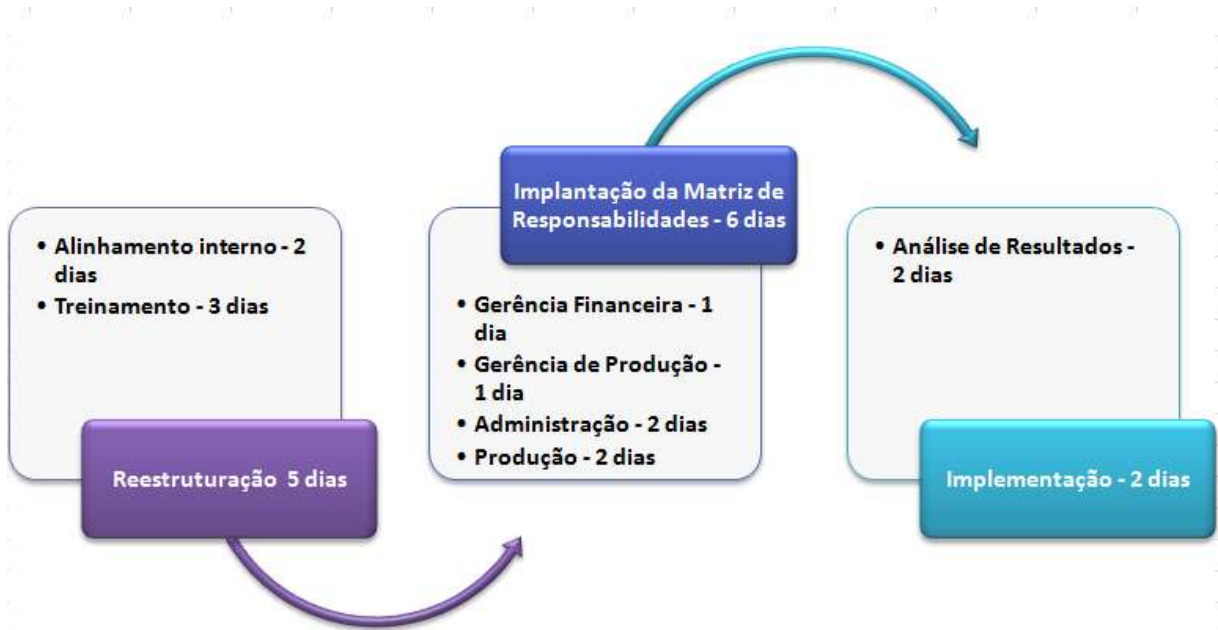 • Alinhamento interno - 2
dias
• Treinamento - 3 dias
Reestruturação 5 dias
Implantação da Matriz de
Responsabilidades - 6 dias
• Gerência Financeira - 1
dia
• Gerência de Produção -
1 dia
• Administração - 2 dias
• Produção - 2 dias
• Análise de Resultados -
2 dias
Implementação - 2 dias